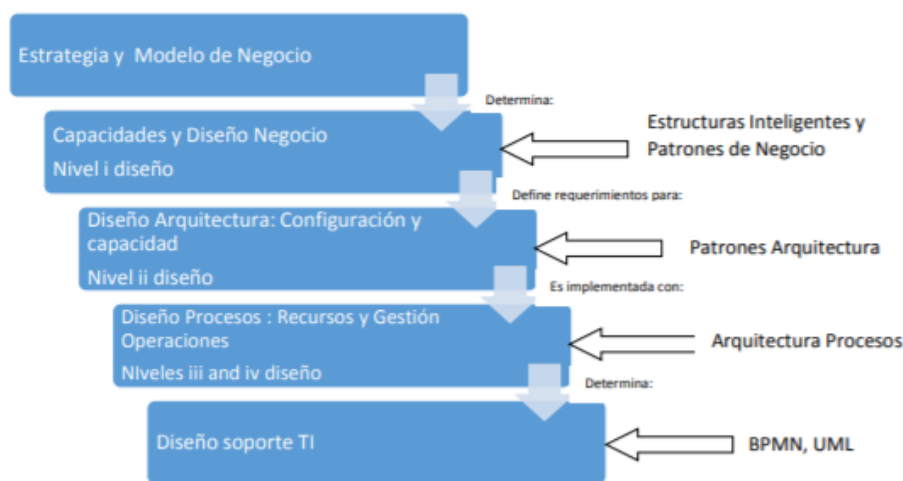 Estrategia y Modelo de Negocio
Determina:
Capacidades y Diseño Negocio
Nivel i diseño
Estructuras Inteligentes y
Patrones de Negocio
Define requerimientos para:
Diseño Arquitectura: Configuración y
capacidad
Nivel ii diseño
Patrones Arquitectura
Es implementada con:
Diseño Procesos : Recursos y Gestión
Operaciones
NIveles iii and iv diseño
Arquitectura Procesos
Determina:
Diseño soporte TI
BPMN, UML